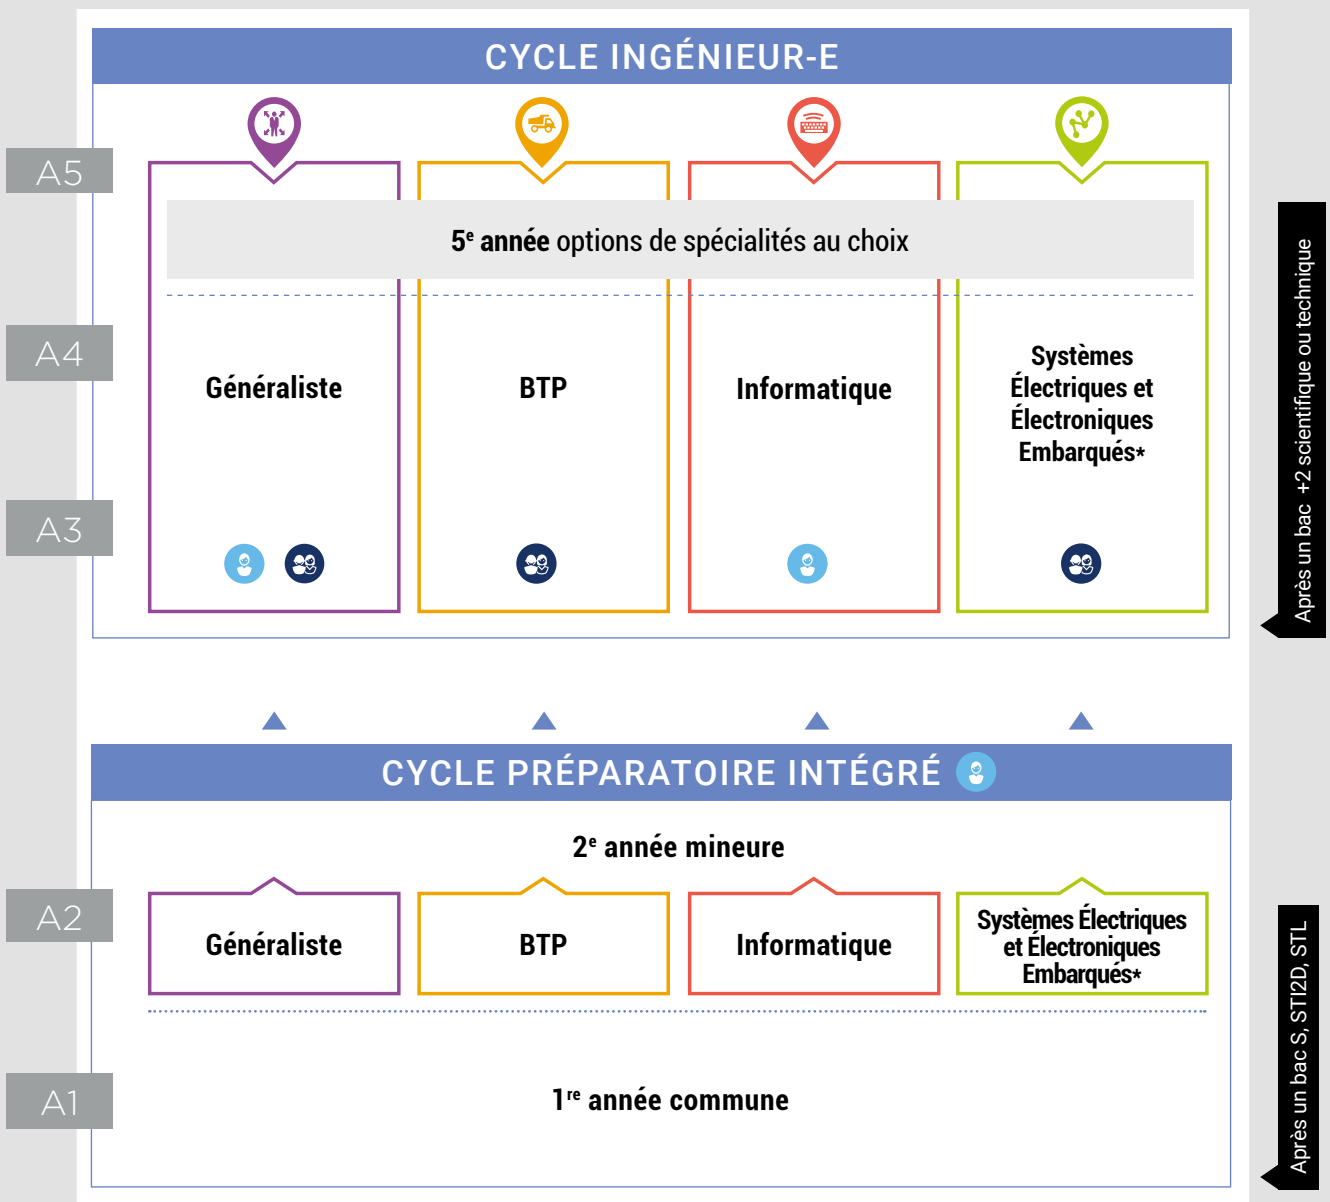 CYCLE INGÉNIEUR-E
A5
5e année options de spécialités au choix
A4
Généraliste
BTP
Informatique
Systèmes
Électriques et
Électroniques
Embarqués*
A3
Après un bac +2 scientifique ou technique
CYCLE PRÉPARATOIRE INTÉGRÉ
2e année mineure
A2
Généraliste
BTP
Informatique
Systèmes Électriques
et Électroniques
Embarqués*
A1
1re année commune
Après un bac S, STI2D, STL